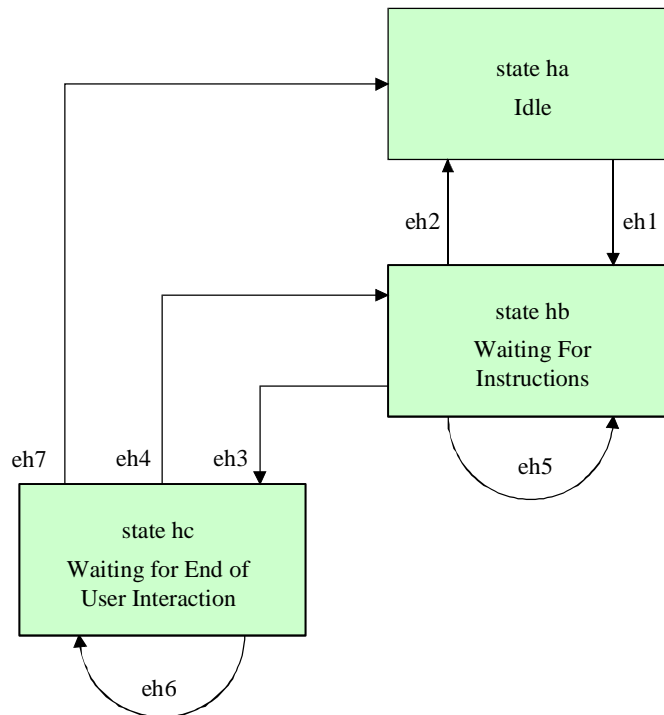 state ha
Idle
eh2
eh1
state hb
Waiting For
Instructions
eh7
eh4
eh3
eh5
state hc
Waiting for End of
User Interaction
eh6